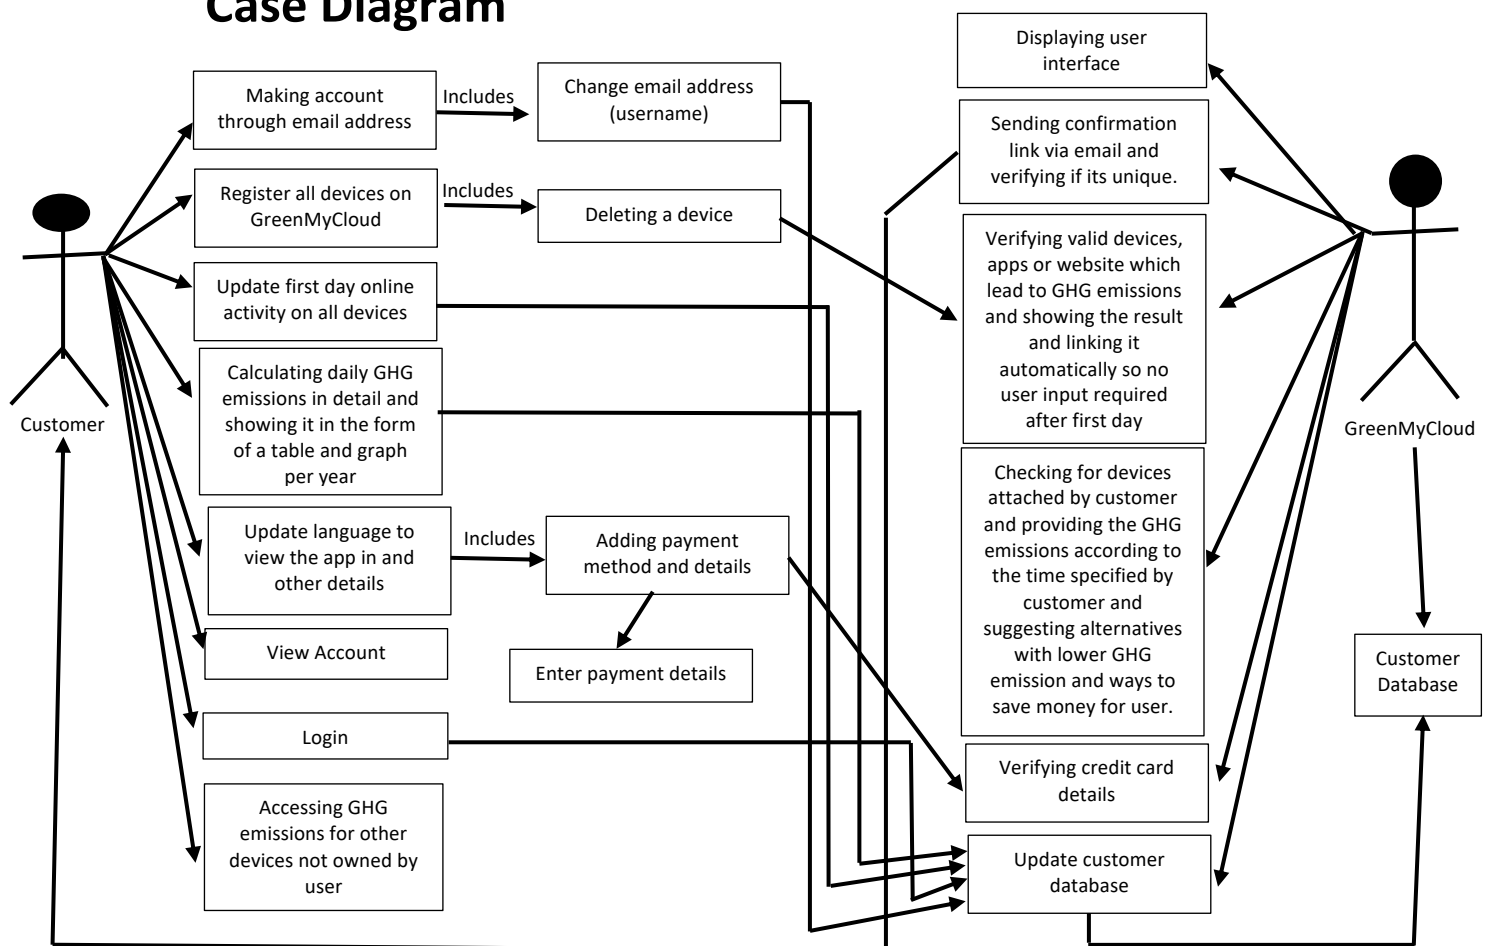 Case Diagram
Making account
through email address
Includes
Change email address
(username)
Register all devices on
GreenMyCloud
Includes
Deleting a device
Update first day online
activity on all devices
Calculating daily GHG
emissions in detail and
showing it in the form
of a table and graph
per year
Update language to
view the app in and
other details
Includes
Adding payment
method and details
Enter payment details
View Account
Login
Accessing GHG
emissions for other
devices not owned by
user
Customer
Displaying user
interface
Sending confirmation
link via email and
verifying if its unique.
Verifying valid devices,
apps or website which
lead to GHG emissions
and showing the result
and linking it
automatically so no
user input required
after first day
Checking for devices
attached by customer
and providing the GHG
emissions according to
the time specified by
customer and
suggesting alternatives
with lower GHG
emission and ways to
save money for user.
Verifying credit card
details
Update customer
database
GreenMyCloud
Customer
Database